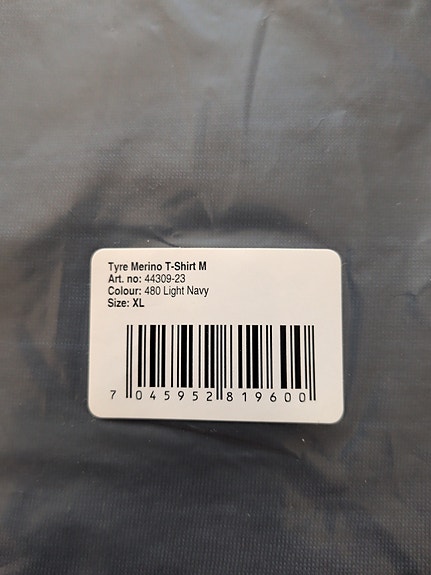 Tyre Merino T-Shirt M
Art. no: 44309-23
Colour: 480 Light Navy
Size: XL
7 045952 819600